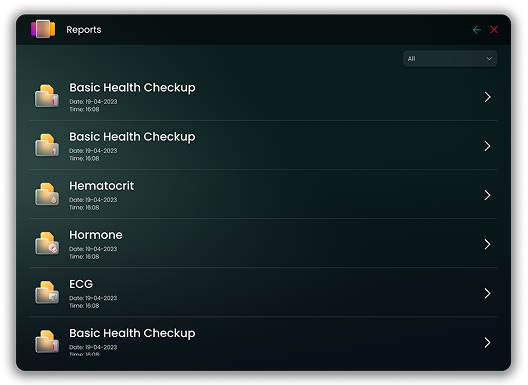 Reports
All
Basic Health Checkup
Date: 19-04-2023
Time: 16:08
Basic Health Checkup
Date: 19-04-2023
Time: 16:08
Hematocrit
Date: 19-04-2023
Time: 16:08
Hormone
Date: 19-04-2023
Time: 16:08
ECG
Date: 19-04-2023
Time: 16:08
Basic Health Checkup
Date: 19-04-2023
Time: 16:08